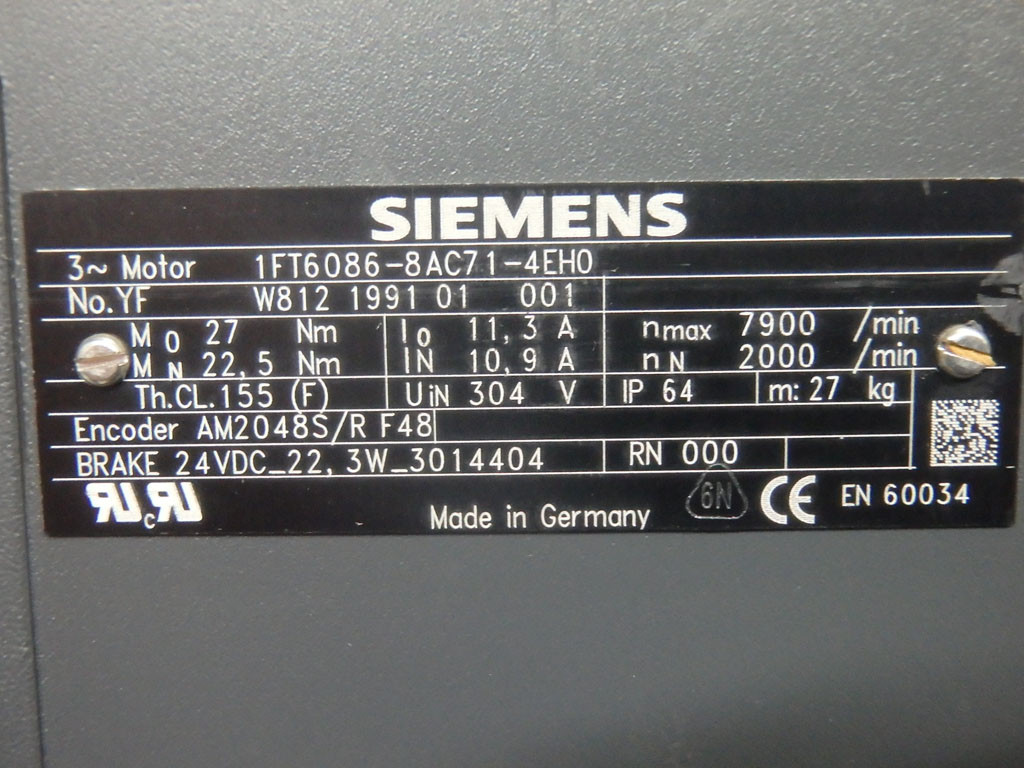 SIEMENS
3~ Motor 1FT6086-8AC71-4EH0
No.YF W812 1991 01 001
M0 27 Nm I0 11,3 A nmax 7900 /min
MN 22,5 Nm IN 10,9 A nN 2000 /min
Th.CL.155 (F) UiN 304 V IP 64 m: 27 kg
Encoder AM2048S/R F48
BRAKE 24VDC_22,3W_3014404 RN 000
RU cRU Made in Germany 6N CE EN 60034